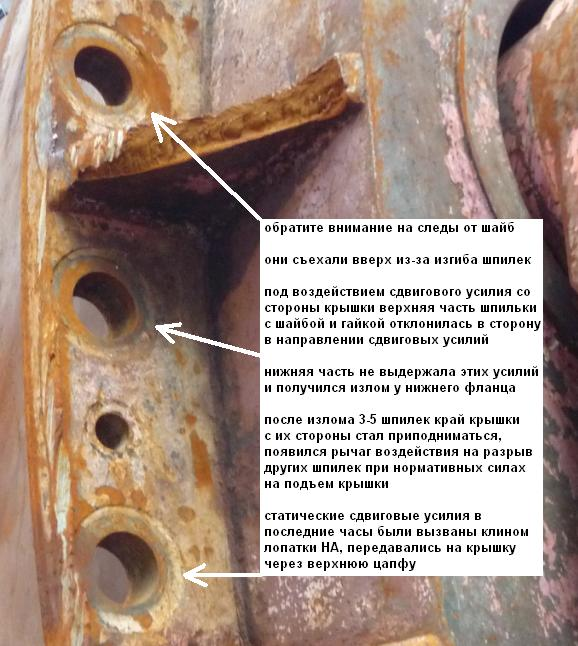 обратите внимание на следы от шайб
они съехали вверх из-за изгиба шпилек
под воздействием сдвигового усилия со
стороны крышки верхняя часть шпильки
с шайбой и гайкой отклонилась в сторону
в направлении сдвиговых усилий
нижняя часть не выдержала этих усилий
и получился излом у нижнего фланца
после излома 3-5 шпилек край крышки
с их стороны стал приподниматься,
появился рычаг воздействия на разрыв
других шпилек при нормативных силах
на подъем крышки
статические сдвиговые усилия в
последние часы были вызваны клином
лопатки НА, передавались на крышку
через верхнюю цапфу